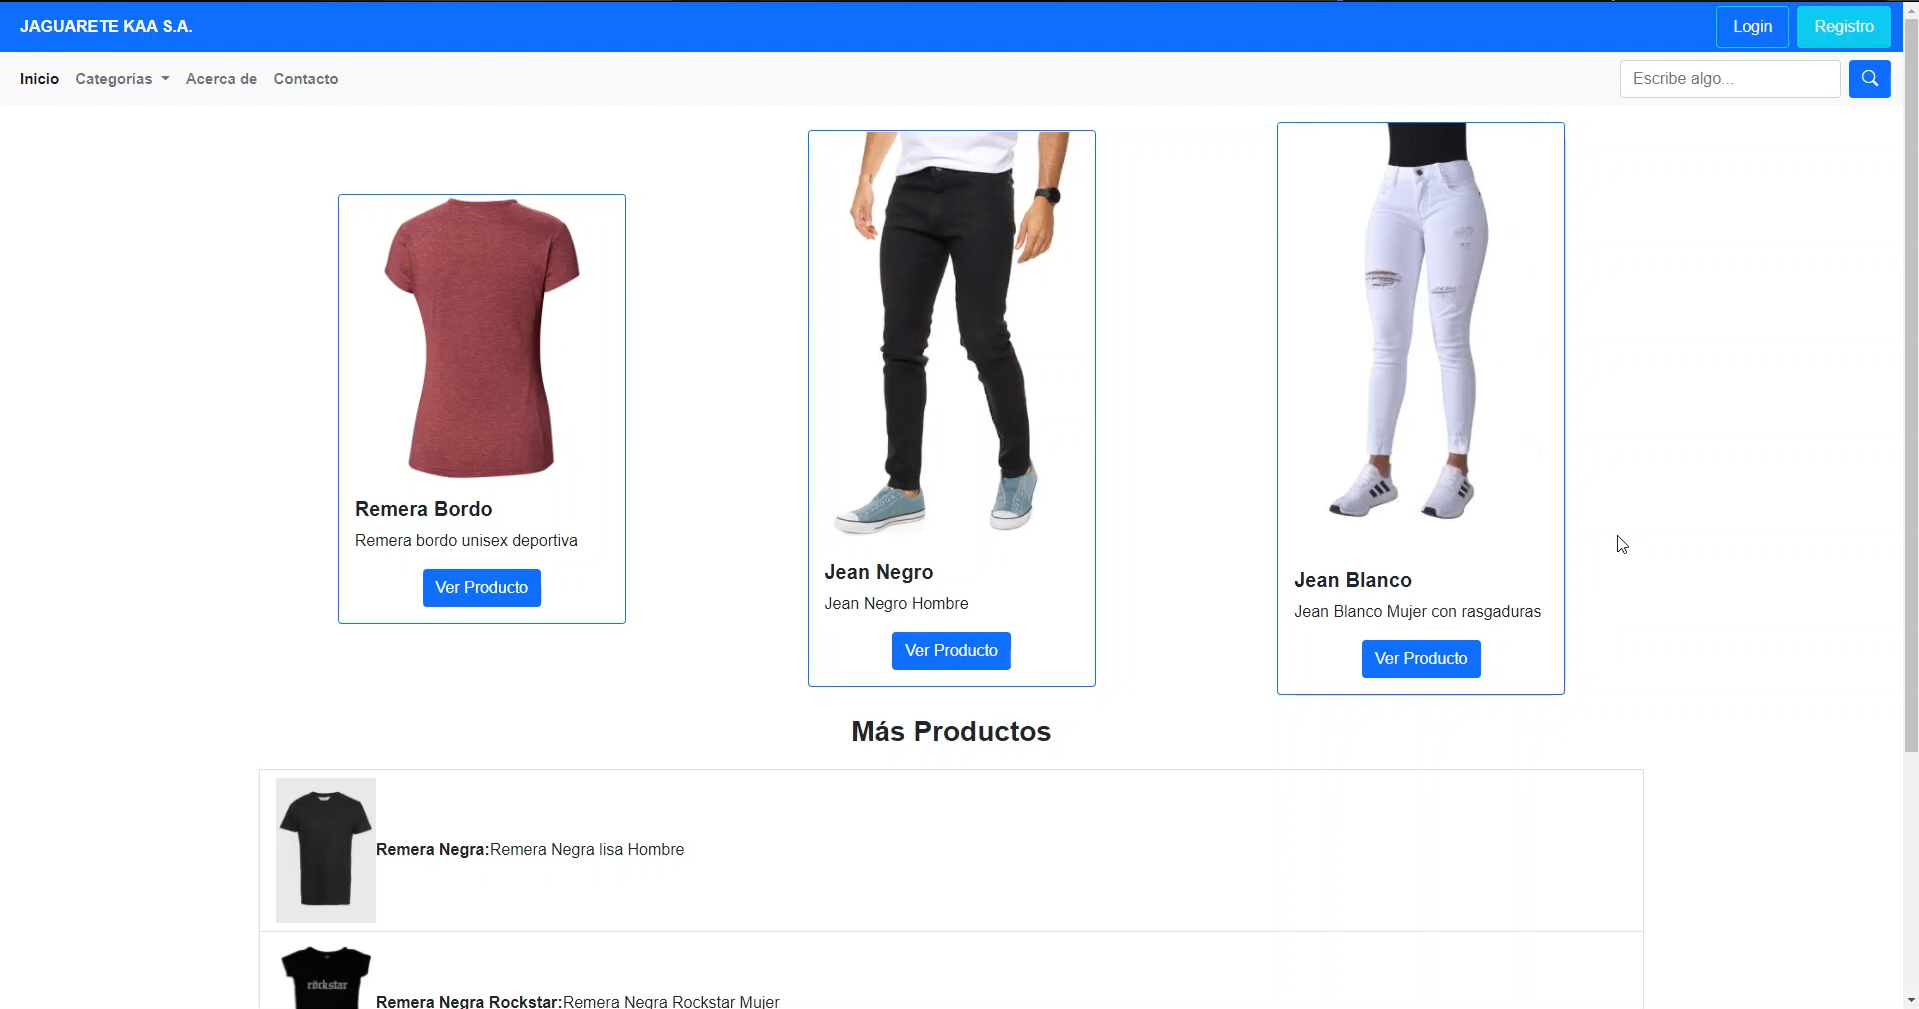 JAGUARETE KAA S.A.
Login
Registro
Inicio
Categorías
Acerca de
Contacto
Escribe algo...
Remera Bordo
Remera bordo unisex deportiva
Ver Producto
Jean Negro
Jean Negro Hombre
Ver Producto
Jean Blanco
Jean Blanco Mujer con rasgaduras
Ver Producto
Más Productos
Remera Negra:Remera Negra lisa Hombre
röckstar
Remera Negra Rockstar:Remera Negra Rockstar Mujer